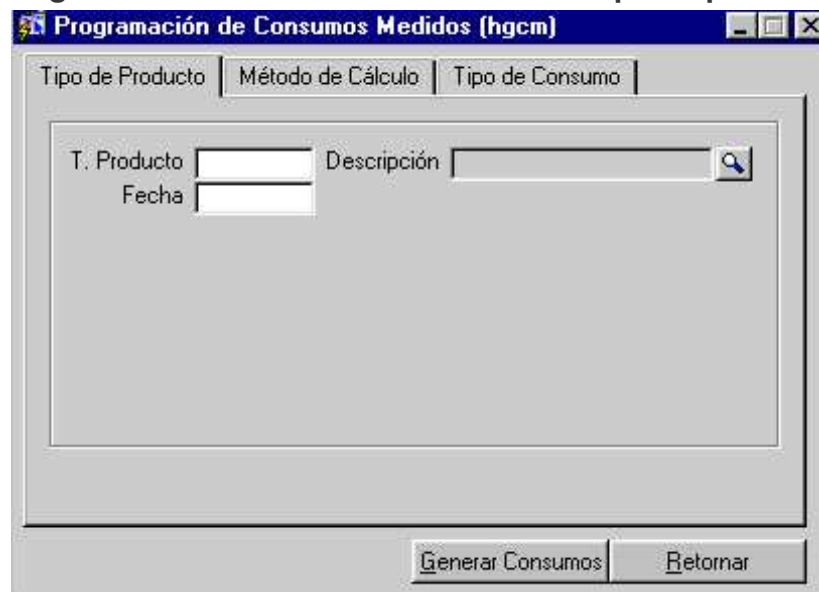 Programación de Consumos Medidos (hgcm)
Tipo de Producto Método de Cálculo Tipo de Consumo
T. Producto Descripción
Fecha
Generar Consumos Retornar